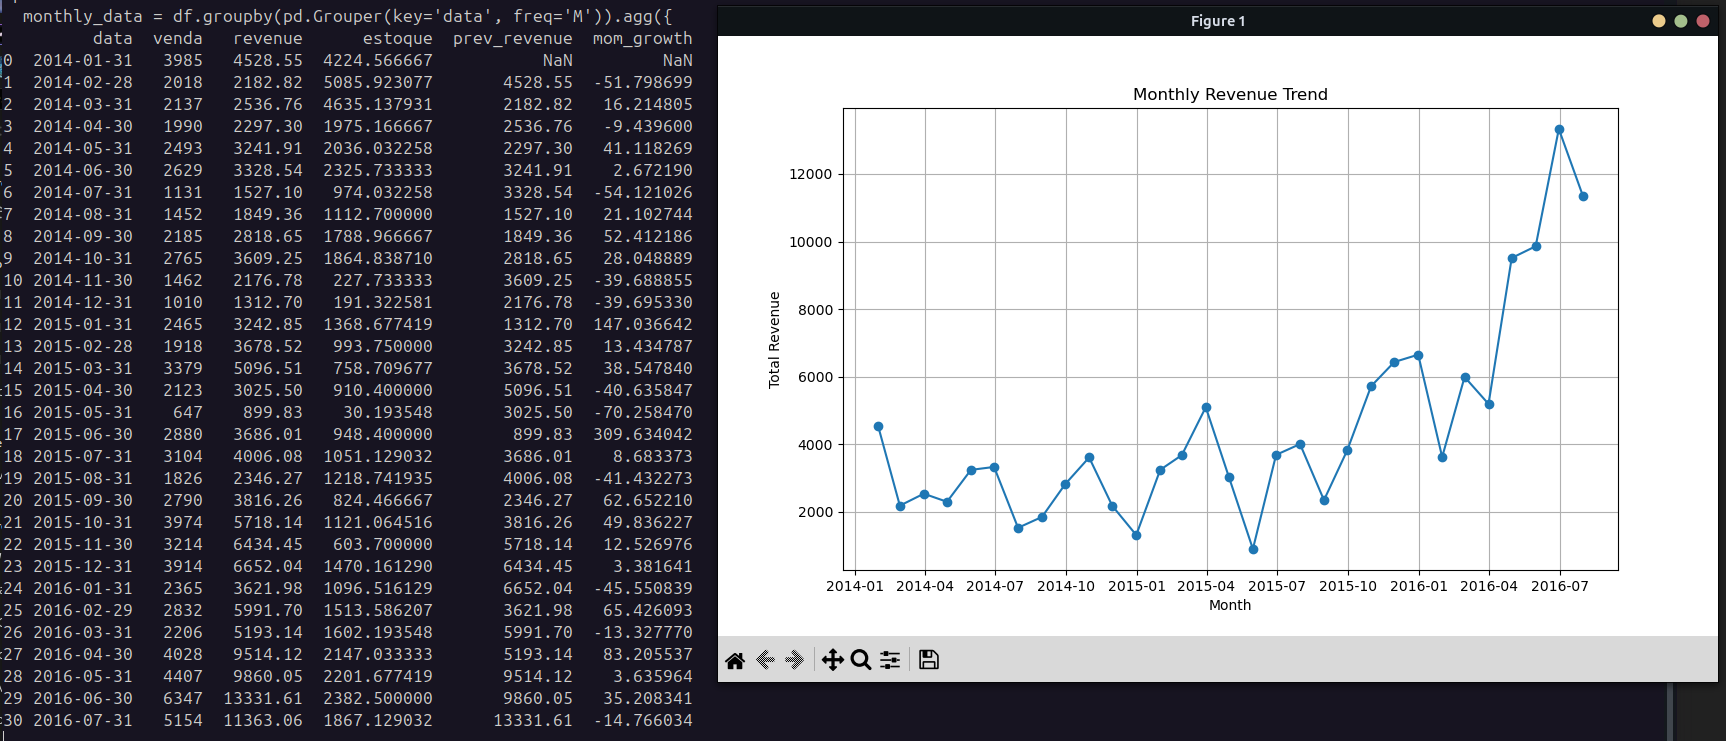 monthly_data = df.groupby(pd.Grouper(key='data', freq='M')).agg({
data venda revenue estoque prev_revenue mom_growth
0 2014-01-31 3985 4528.55 4224.566667 NaN NaN
1 2014-02-28 2018 2182.82 5085.923077 4528.55 -51.798699
2 2014-03-31 2137 2536.76 4635.137931 2182.82 16.214805
3 2014-04-30 1990 2297.30 1975.166667 2536.76 -9.439600
4 2014-05-31 2493 3241.91 2036.032258 2297.30 41.118269
5 2014-06-30 2629 3328.54 2325.733333 3241.91 2.672190
6 2014-07-31 1131 1527.10 974.032258 3328.54 -54.121026
7 2014-08-31 1452 1849.36 1112.700000 1527.10 21.102744
8 2014-09-30 2185 2818.65 1788.966667 1849.36 52.412186
9 2014-10-31 2765 3609.25 1864.838710 2818.65 28.048889
10 2014-11-30 1462 2176.78 227.733333 3609.25 -39.688855
11 2014-12-31 1010 1312.70 191.322581 2176.78 -39.695330
12 2015-01-31 2465 3242.85 1368.677419 1312.70 147.036642
13 2015-02-28 1918 3678.52 993.750000 3242.85 13.434787
14 2015-03-31 3379 5096.51 758.709677 3678.52 38.547840
15 2015-04-30 2123 3025.50 910.400000 5096.51 -40.635847
16 2015-05-31 647 899.83 30.193548 3025.50 -70.258470
17 2015-06-30 2880 3686.01 948.400000 899.83 309.634042
18 2015-07-31 3104 4006.08 1051.129032 3686.01 8.683373
19 2015-08-31 1826 2346.27 1218.741935 4006.08 -41.432273
20 2015-09-30 2790 3816.26 824.466667 2346.27 62.652210
21 2015-10-31 3974 5718.14 1121.064516 3816.26 49.836227
22 2015-11-30 3214 6434.45 603.700000 5718.14 12.526976
23 2015-12-31 3914 6652.04 1470.161290 6434.45 3.381641
24 2016-01-31 2365 3621.98 1096.516129 6652.04 -45.550839
25 2016-02-29 2832 5991.70 1513.586207 3621.98 65.426093
26 2016-03-31 2206 5193.14 1602.193548 5991.70 -13.327770
27 2016-04-30 4028 9514.12 2147.033333 5193.14 83.205537
28 2016-05-31 4407 9860.05 2201.677419 9514.12 3.635964
29 2016-06-30 6347 13331.61 2382.500000 9860.05 35.208341
30 2016-07-31 5154 11363.06 1867.129032 13331.61 -14.766034
Figure 1
Monthly Revenue Trend
Total Revenue
12000
10000
8000
6000
4000
2000
2014-01 2014-04 2014-07 2014-10 2015-01 2015-04 2015-07 2015-10 2016-01 2016-04 2016-07
Month